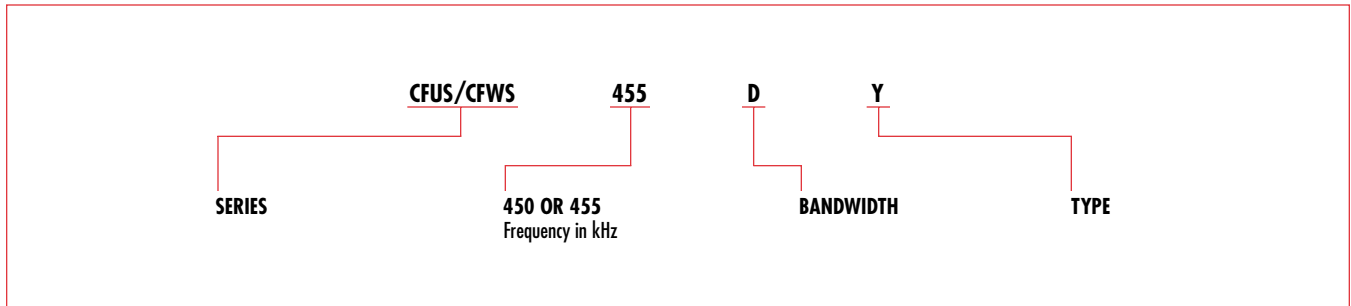 CFUS/CFWS 455 D Y
SERIES 450 OR 455 BANDWIDTH TYPE
Frequency in kHz